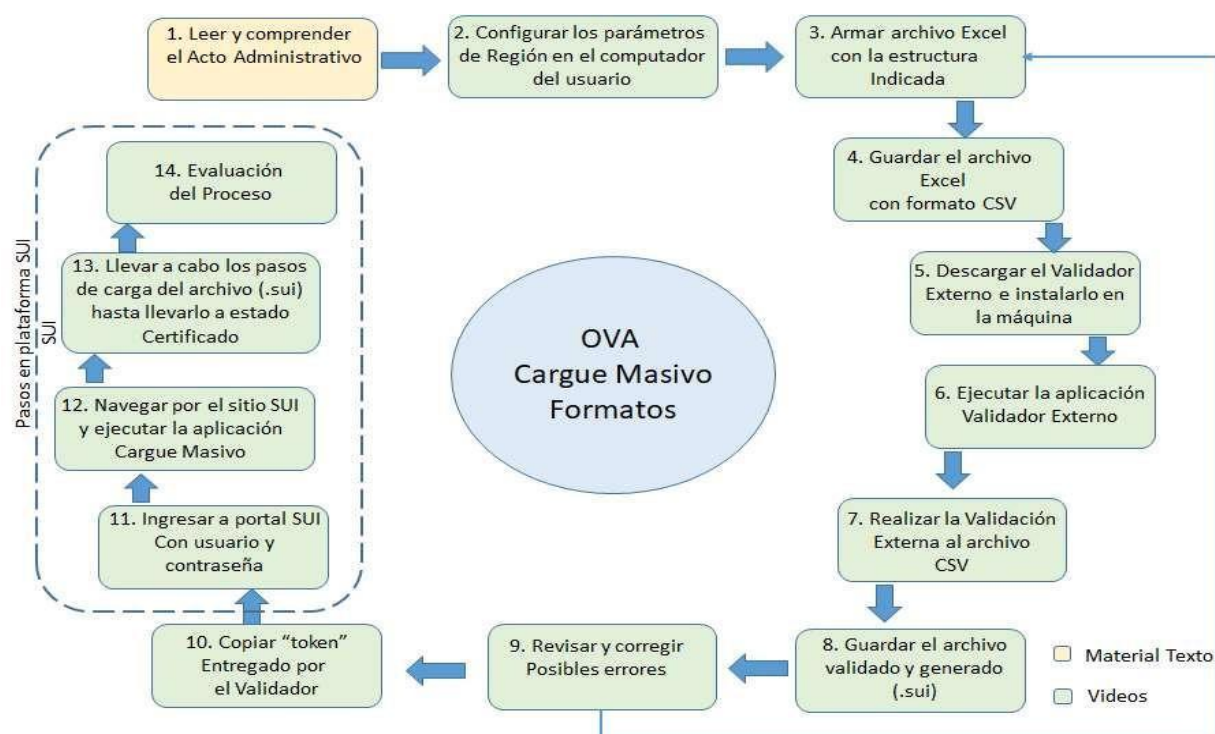 1. Leer y comprender
el Acto Administrativo
2. Configurar los parámetros
de Región en el computador
del usuario
3. Armar archivo Excel
con la estructura
Indicada
4. Guardar el archivo
Excel
con formato CSV
5. Descargar el Validador
Externo e instalarlo en
la máquina
6. Ejecutar la aplicación
Validador Externo
7. Realizar la Validación
Externa al archivo
CSV
8. Guardar el archivo
validado y generado
(.sui)
9. Revisar y corregir
Posibles errores
10. Copiar “token”
Entregado por
el Validador
11. Ingresar a portal SUI
Con usuario y
contraseña
12. Navegar por el sitio SUI
y ejecutar la aplicación
Cargue Masivo
13. Llevar a cabo los pasos
de carga del archivo (.sui)
hasta llevarlo a estado
Certificado
14. Evaluación
del Proceso
Pasos en plataforma SUI
SUI
OVA
Cargue Masivo
Formatos
Material Texto
Videos